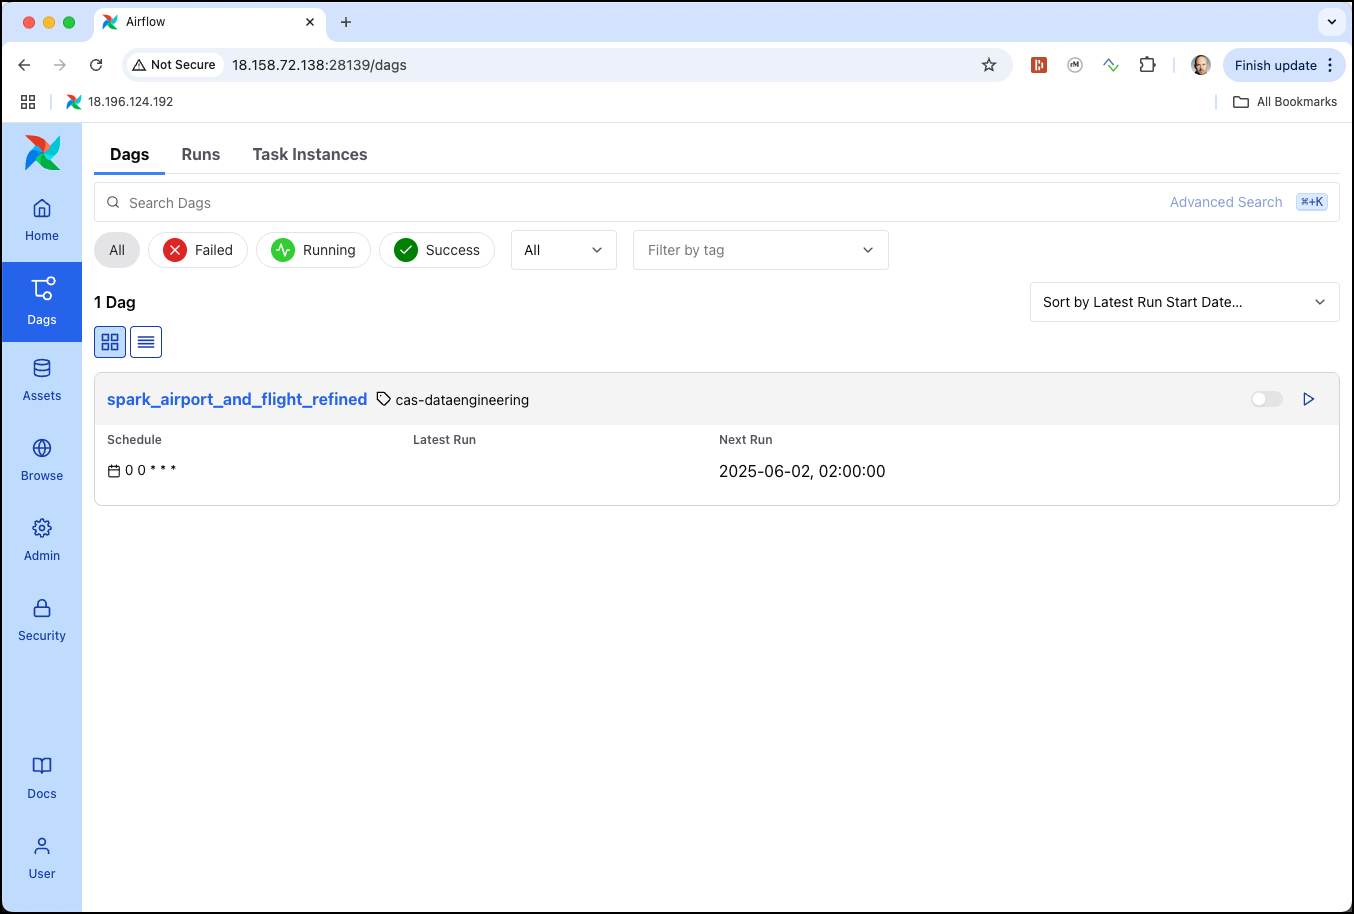 Airflow
Not Secure 18.158.72.138:28139/dags
Finish update
18.196.124.192
All Bookmarks
Home
Dags
Assets
Browse
Admin
Security
Docs
User
Dags Runs Task Instances
Search Dags
Advanced Search ⌘+K
All Failed Running Success All Filter by tag
1 Dag
Sort by Latest Run Start Date...
spark_airport_and_flight_refined cas-dataengineering
Schedule Latest Run Next Run
0 0 * * * 2025-06-02, 02:00:00